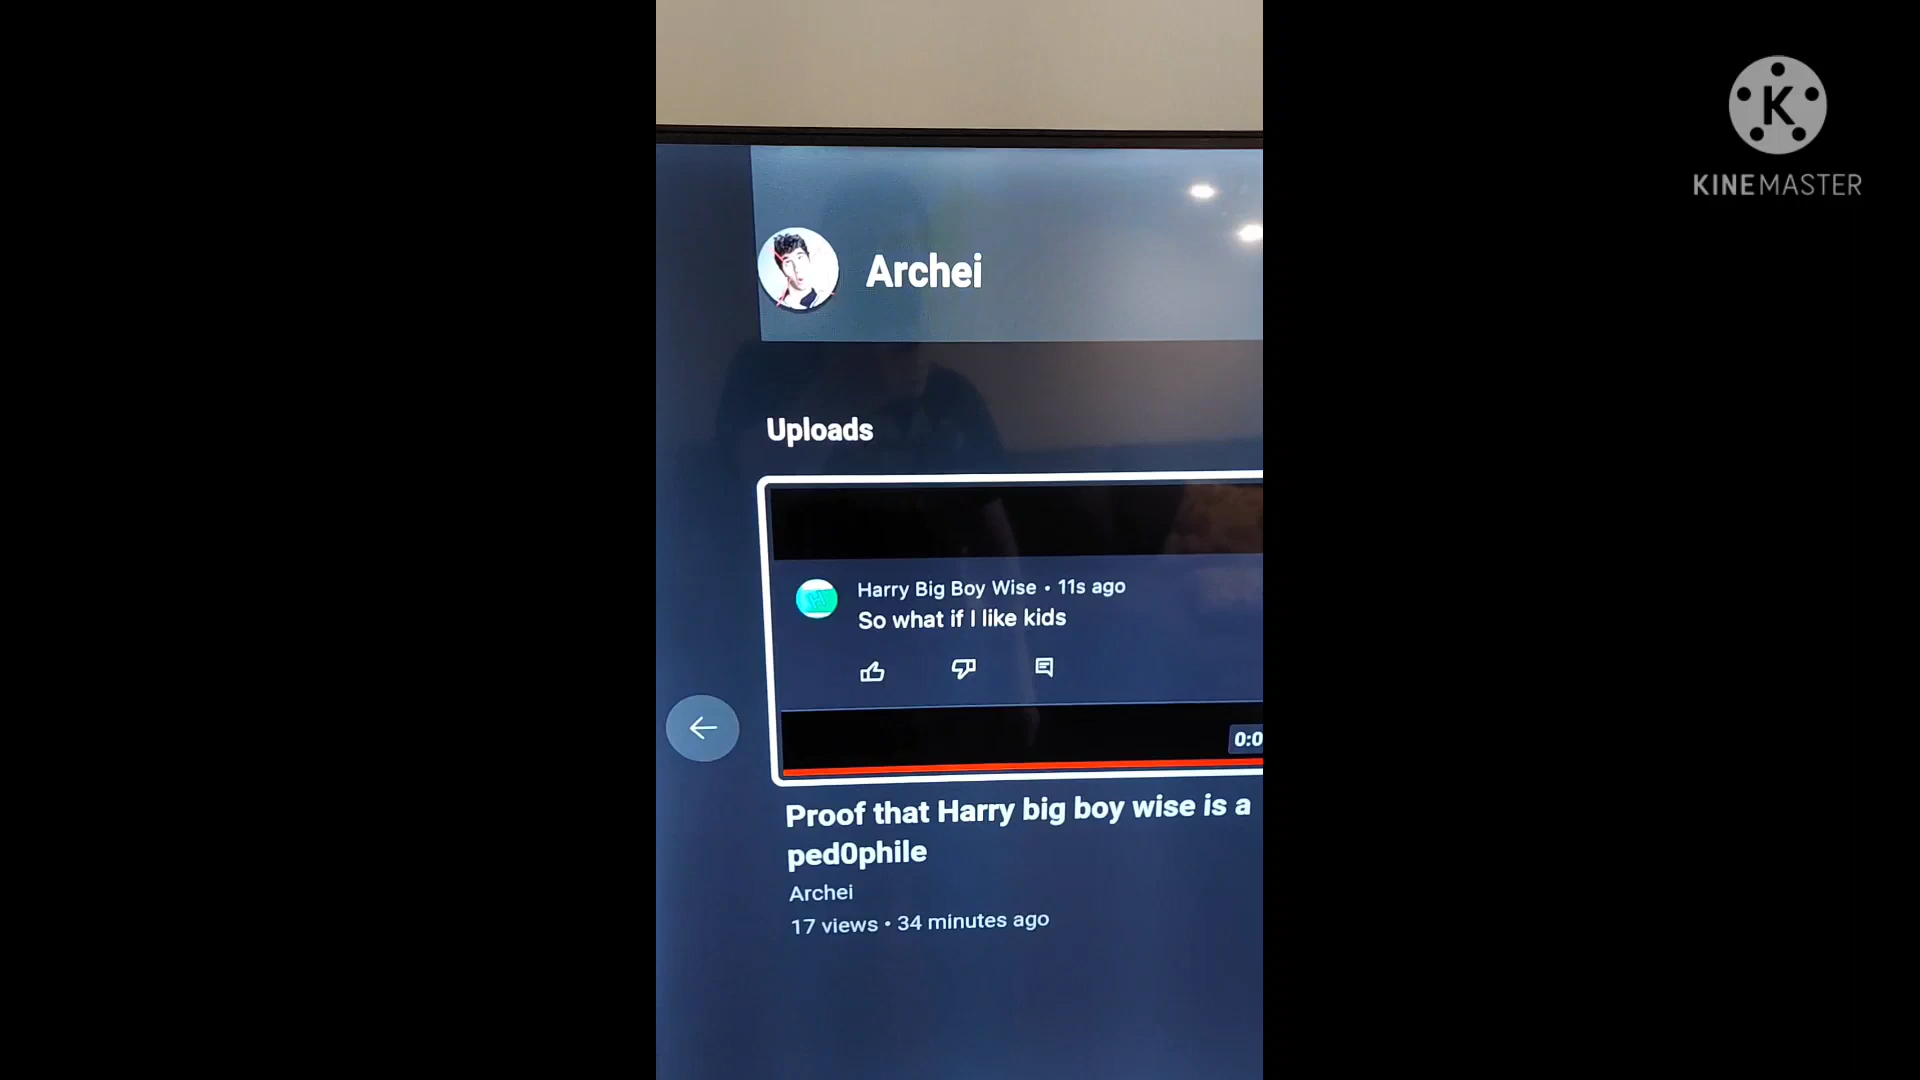 K
KINEMASTER
Archei
Uploads
Harry Big Boy Wise • 11s ago
So what if I like kids
0:0
Proof that Harry big boy wise is a
ped0phile
Archei
17 views • 34 minutes ago